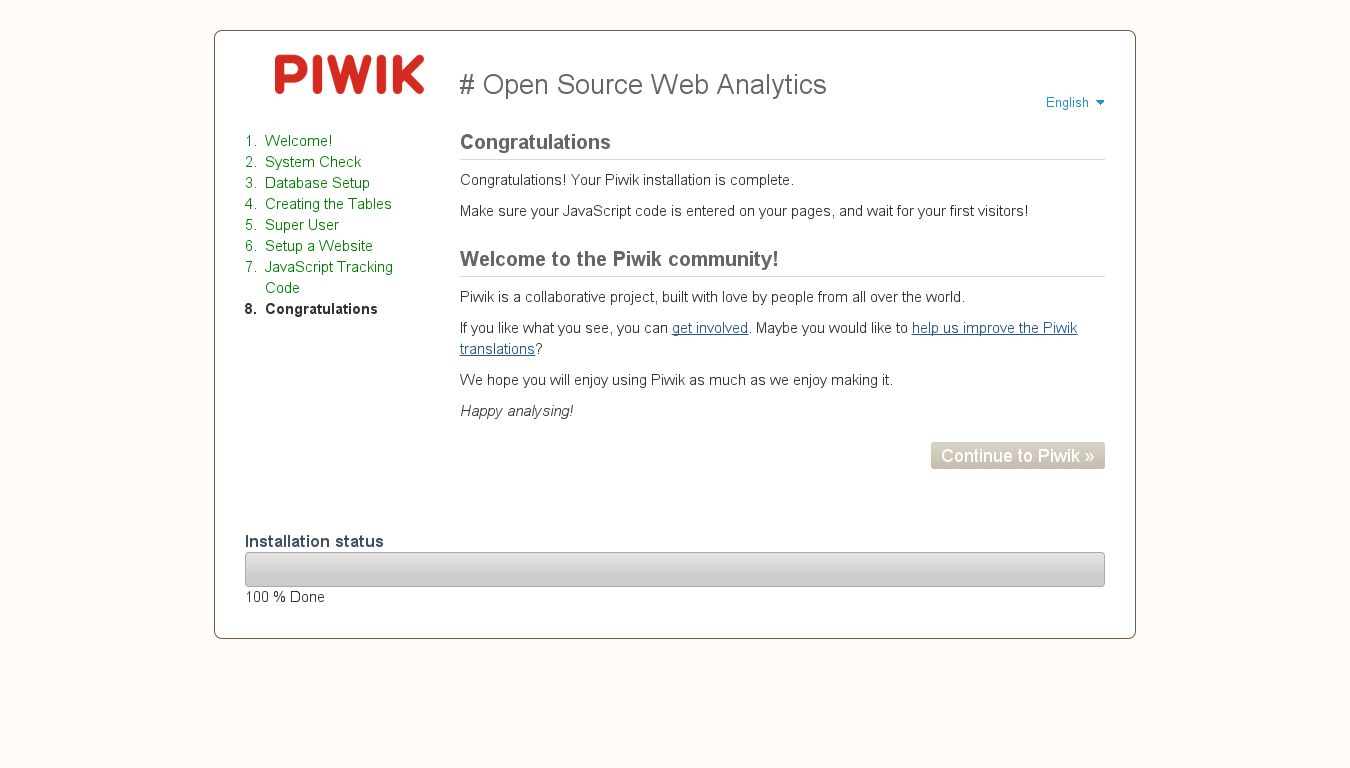 PIWIK
# Open Source Web Analytics
English
1. Welcome!
2. System Check
3. Database Setup
4. Creating the Tables
5. Super User
6. Setup a Website
7. JavaScript Tracking
Code
8. Congratulations
Congratulations
Congratulations! Your Piwik installation is complete.
Make sure your JavaScript code is entered on your pages, and wait for your first visitors!
Welcome to the Piwik community!
Piwik is a collaborative project, built with love by people from all over the world.
If you like what you see, you can get involved. Maybe you would like to help us improve the Piwik
translations?
We hope you will enjoy using Piwik as much as we enjoy making it.
Happy analysing!
Continue to Piwik »
Installation status
100 % Done